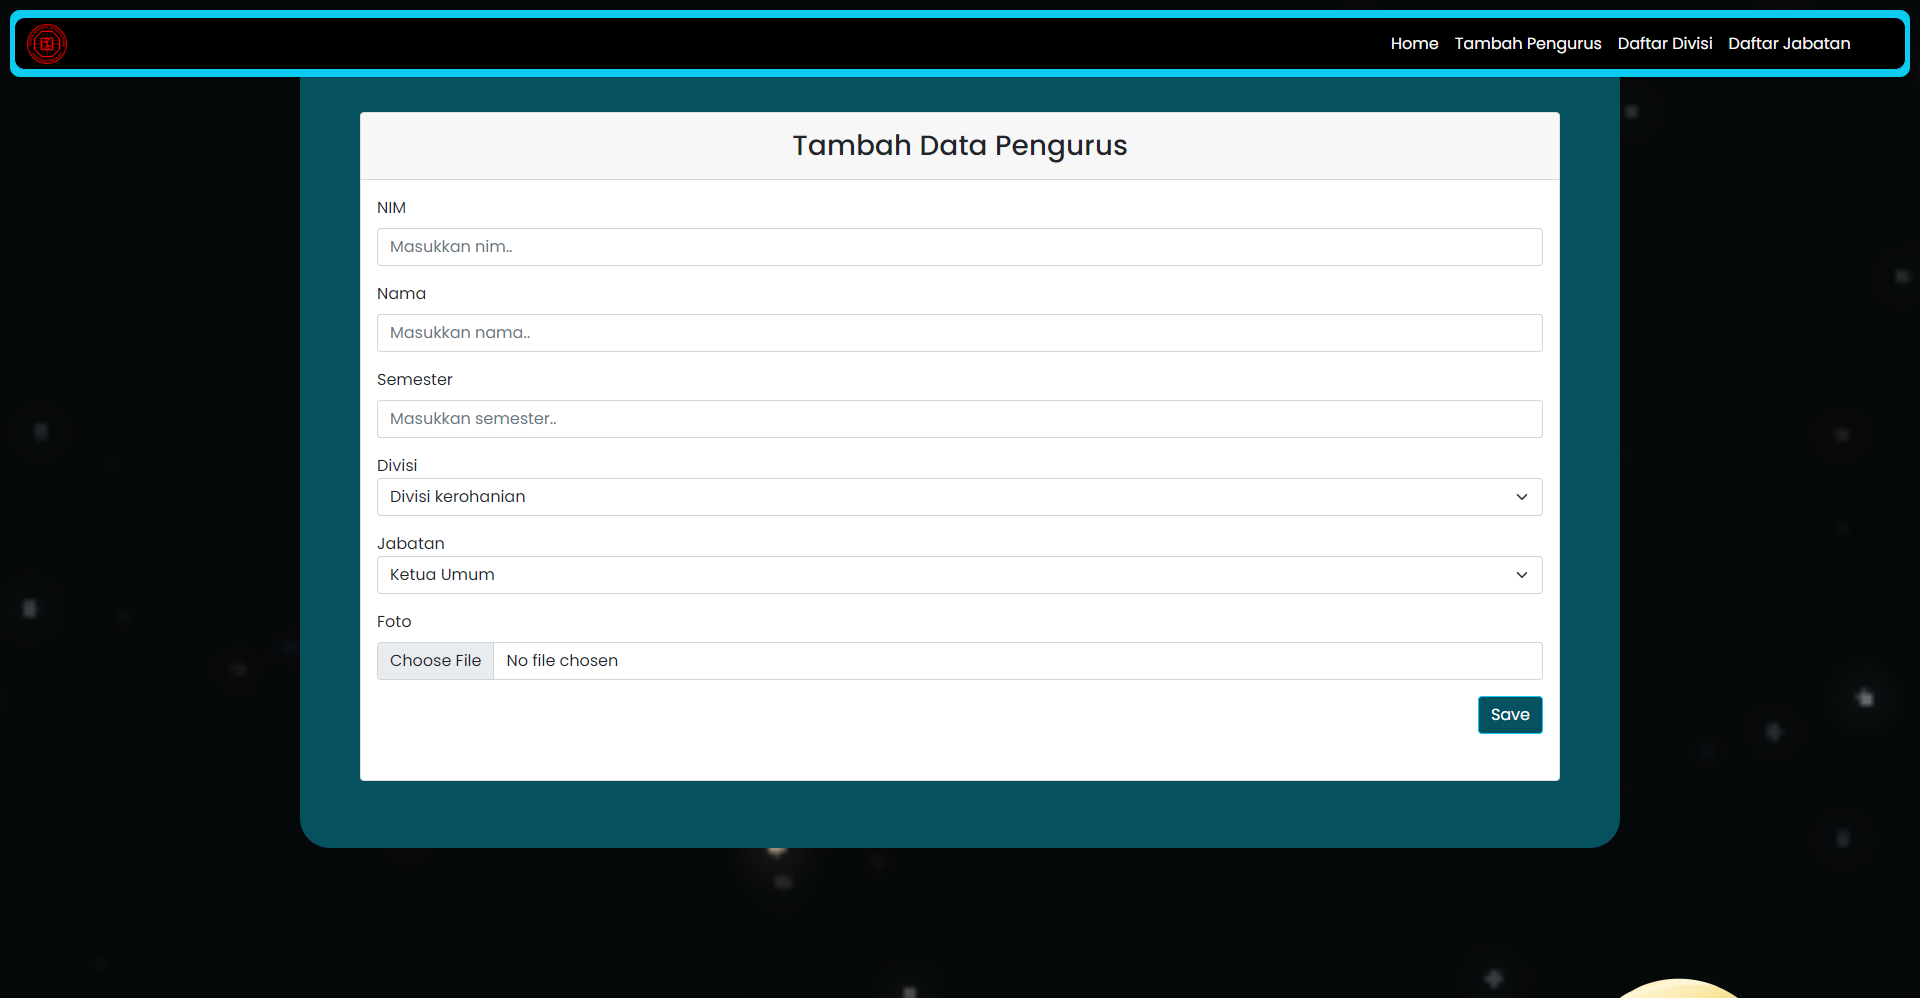 Home Tambah Pengurus Daftar Divisi Daftar Jabatan
Tambah Data Pengurus
NIM
Masukkan nim..
Nama
Masukkan nama..
Semester
Masukkan semester..
Divisi
Divisi kerohanian
Jabatan
Ketua Umum
Foto
Choose File No file chosen
Save